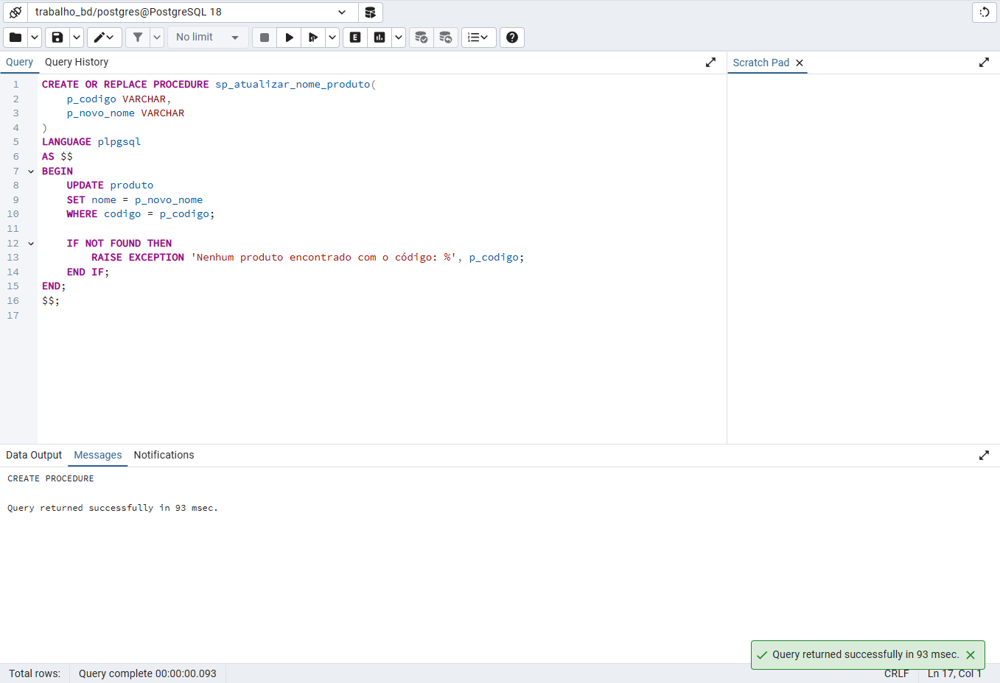 trabalho_bd/postgres@PostgreSQL 18
No limit
E
Query
Query History
Scratch Pad
1 CREATE OR REPLACE PROCEDURE sp_atualizar_nome_produto(
2 p_codigo VARCHAR,
3 p_novo_nome VARCHAR
4 )
5 LANGUAGE plpgsql
6 AS $$
7 BEGIN
8 UPDATE produto
9 SET nome = p_novo_nome
10 WHERE codigo = p_codigo;
11
12 IF NOT FOUND THEN
13 RAISE EXCEPTION 'Nenhum produto encontrado com o código: %', p_codigo;
14 END IF;
15 END;
16 $$;
17
Data Output
Messages
Notifications
CREATE PROCEDURE
Query returned successfully in 93 msec.
Query returned successfully in 93 msec.
Total rows:
Query complete 00:00:00.093
CRLF
Ln 17, Col 1